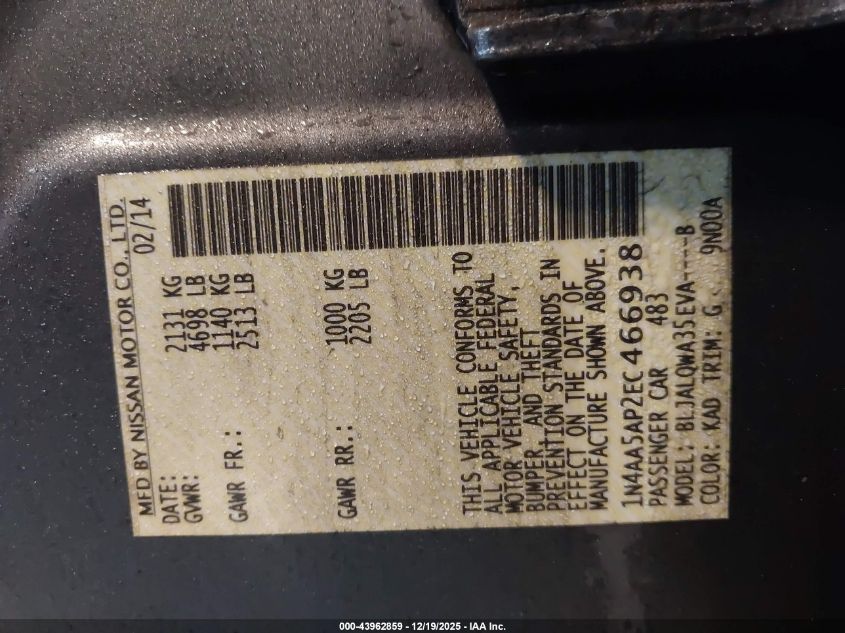 MFD BY NISSAN MOTOR CO., LTD.
DATE: 02/14
GVWR: 2131 KG
4698 LB
GAWR FR.: 1140 KG
2513 LB
GAWR RR.: 1000 KG
2205 LB
THIS VEHICLE CONFORMS TO
ALL APPLICABLE FEDERAL
MOTOR VEHICLE SAFETY,
BUMPER, AND THEFT
PREVENTION STANDARDS IN
EFFECT ON THE DATE OF
MANUFACTURE SHOWN ABOVE.
1N4AA5AP2EC466938
PASSENGER CAR 483
MODEL: BLJALQWA35EVA----B
COLOR: KAD TRIM: G 9N00A
000-43962859 - 12/19/2025 - IAA Inc.